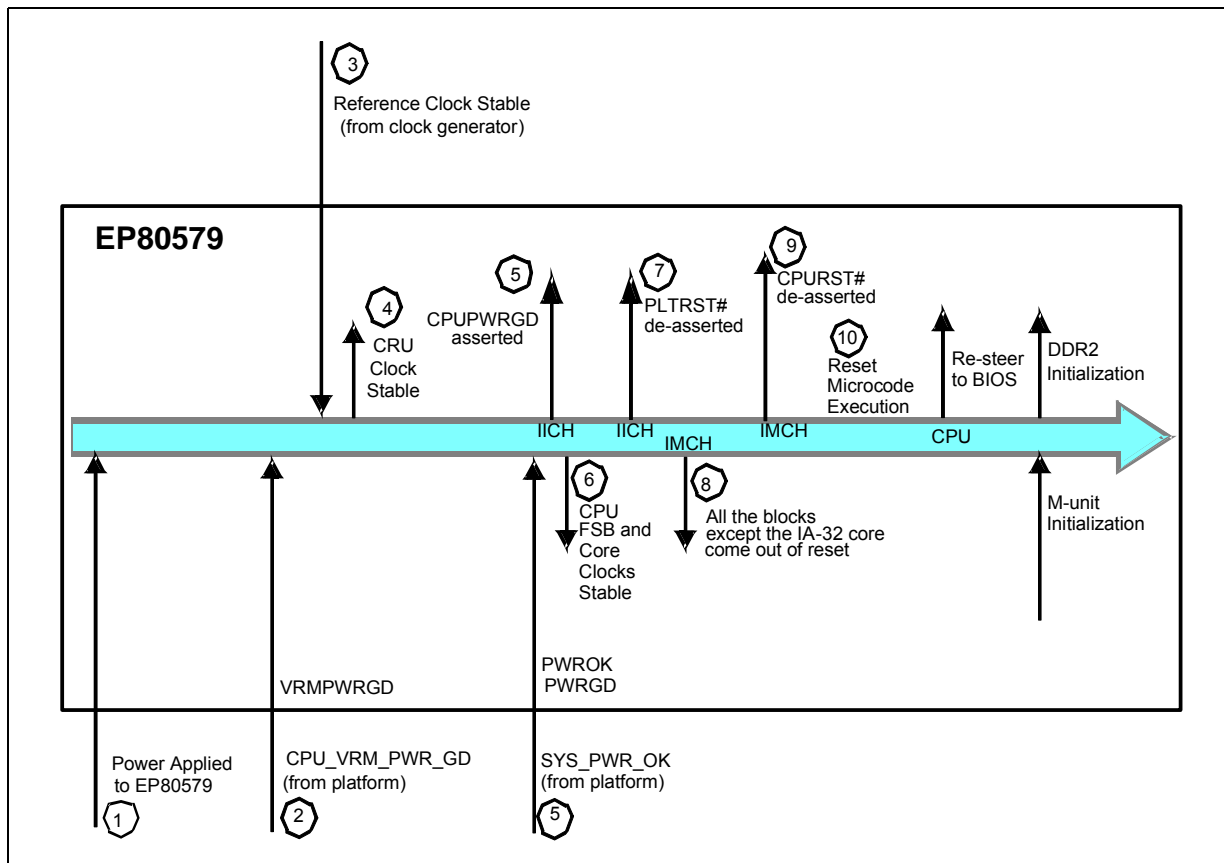 3
Reference Clock Stable
(from clock generator)
EP80579
4
CRU
Clock
Stable
5
CPUPWRGD
asserted
7
PLTRST#
de-asserted
9
CPURST#
de-asserted
10
Reset
Microcode
Execution
Re-steer
to BIOS
DDR2
Initialization
IICH
IICH
IMCH
IMCH
CPU
6
CPU
FSB and
Core
Clocks
Stable
8
All the blocks
except the IA-32 core
come out of reset
M-unit
Initialization
VRMPWRGD
PWROK
PWRGD
Power Applied
to EP80579
1
CPU_VRM_PWR_GD
(from platform)
2
SYS_PWR_OK
(from platform)
5